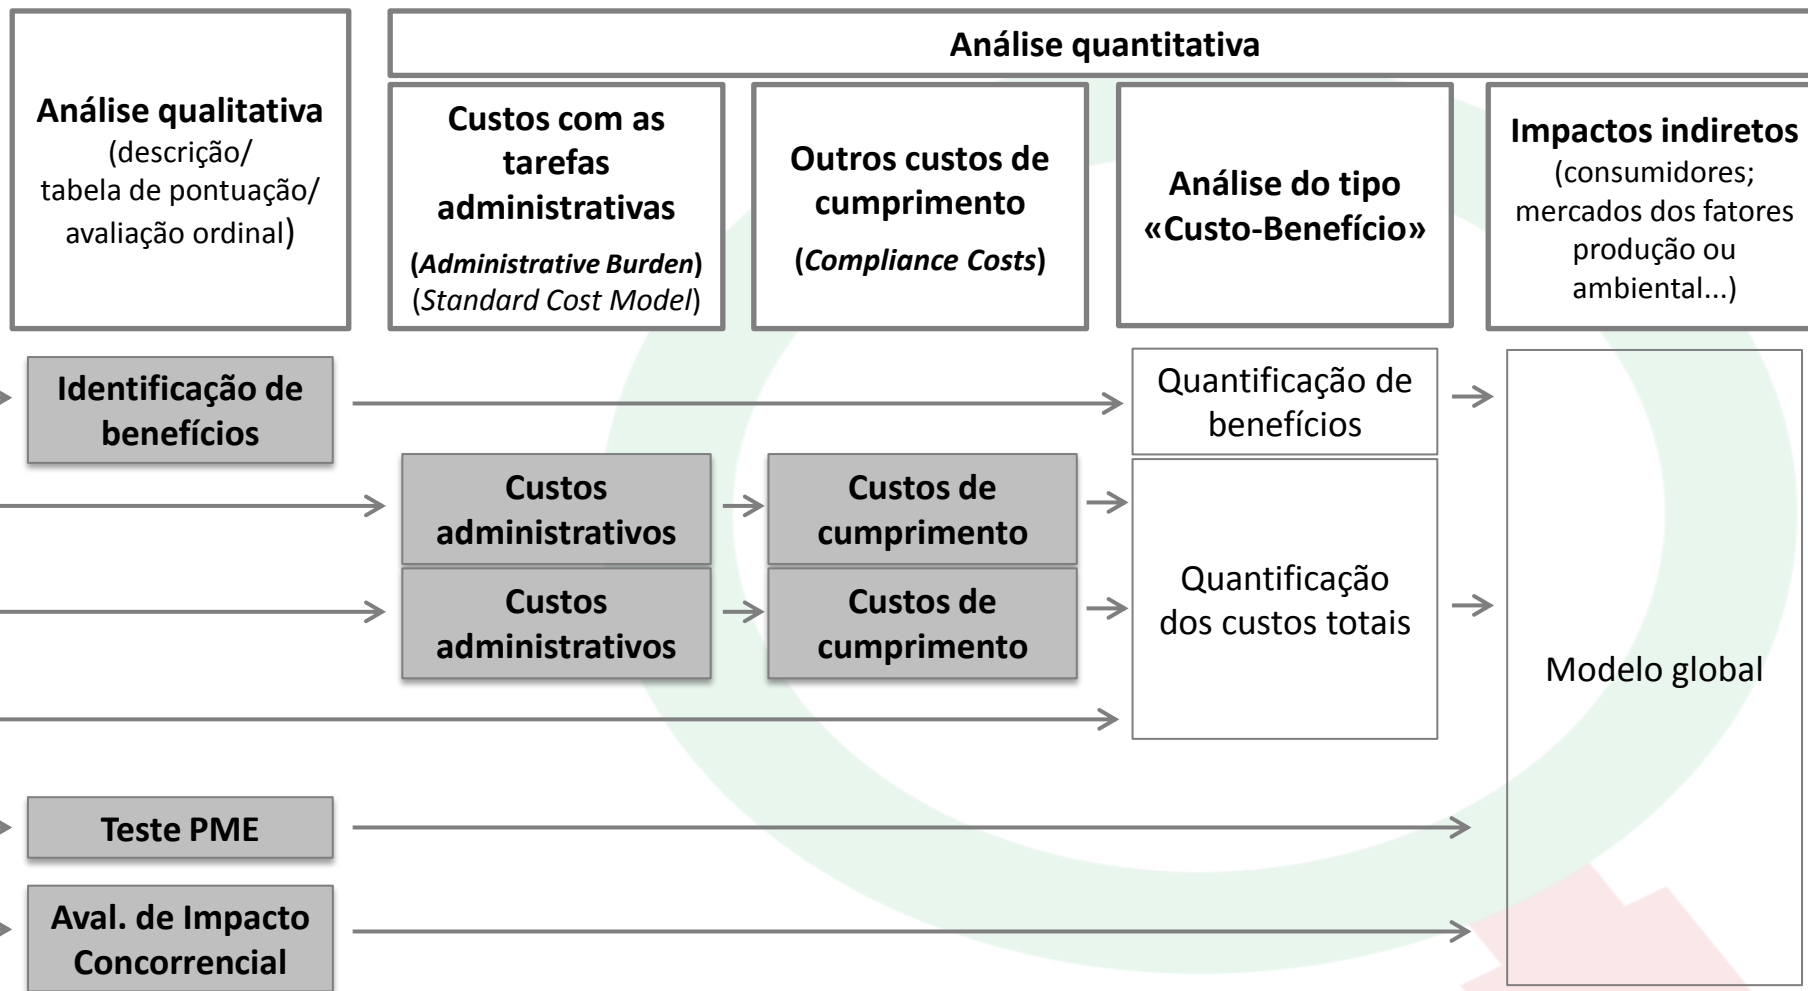 Análise quantitativa
Análise qualitativa
(descrição/
tabela de pontuação/
avaliação ordinal)
Custos com as
tarefas
administrativas
(Administrative Burden)
(Standard Cost Model)
Outros custos de
cumprimento
(Compliance Costs)
Análise do tipo
«Custo-Benefício»
Impactos indiretos
(consumidores;
mercados dos fatores
produção ou
ambiental...)
Identificação de
benefícios
Quantificação de
benefícios
Custos
administrativos
Custos de
cumprimento
Custos
administrativos
Custos de
cumprimento
Quantificação
dos custos totais
Modelo global
Teste PME
Aval. de Impacto
Concorrencial